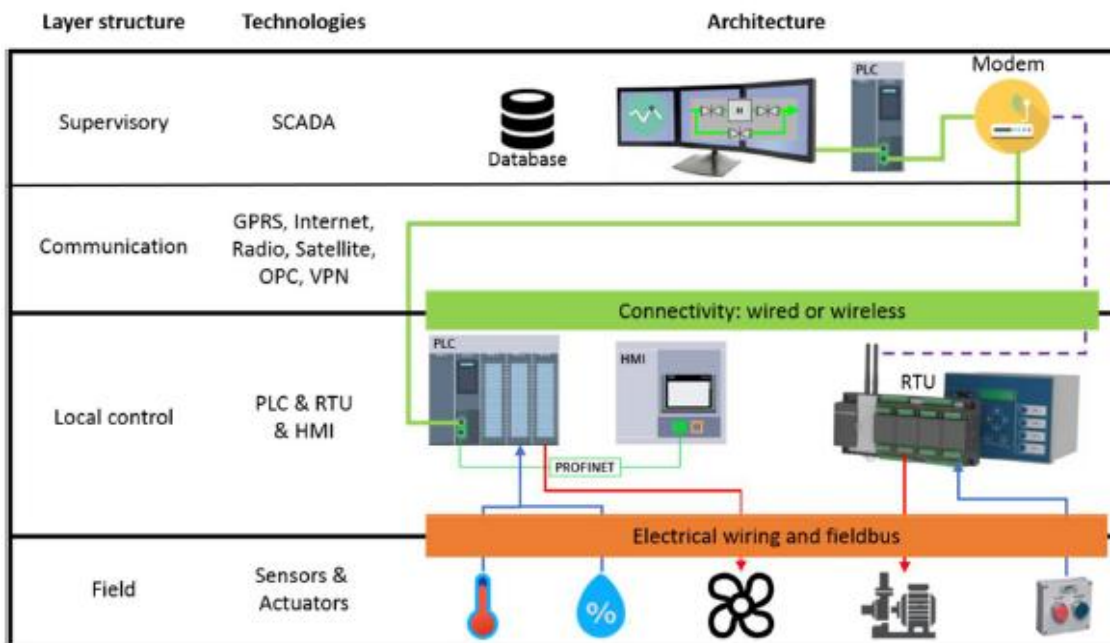 Layer structure Technologies Architecture
PLC Modem
Supervisory SCADA
Database
GPRS, Internet,
Communication Radio, Satellite,
OPC, VPN
Connectivity: wired or wireless
PLC
HMI
RTU
Local control PLC & RTU
& HMI
PROFINET
Electrical wiring and fieldbus
Field Sensors &
Actuators
%